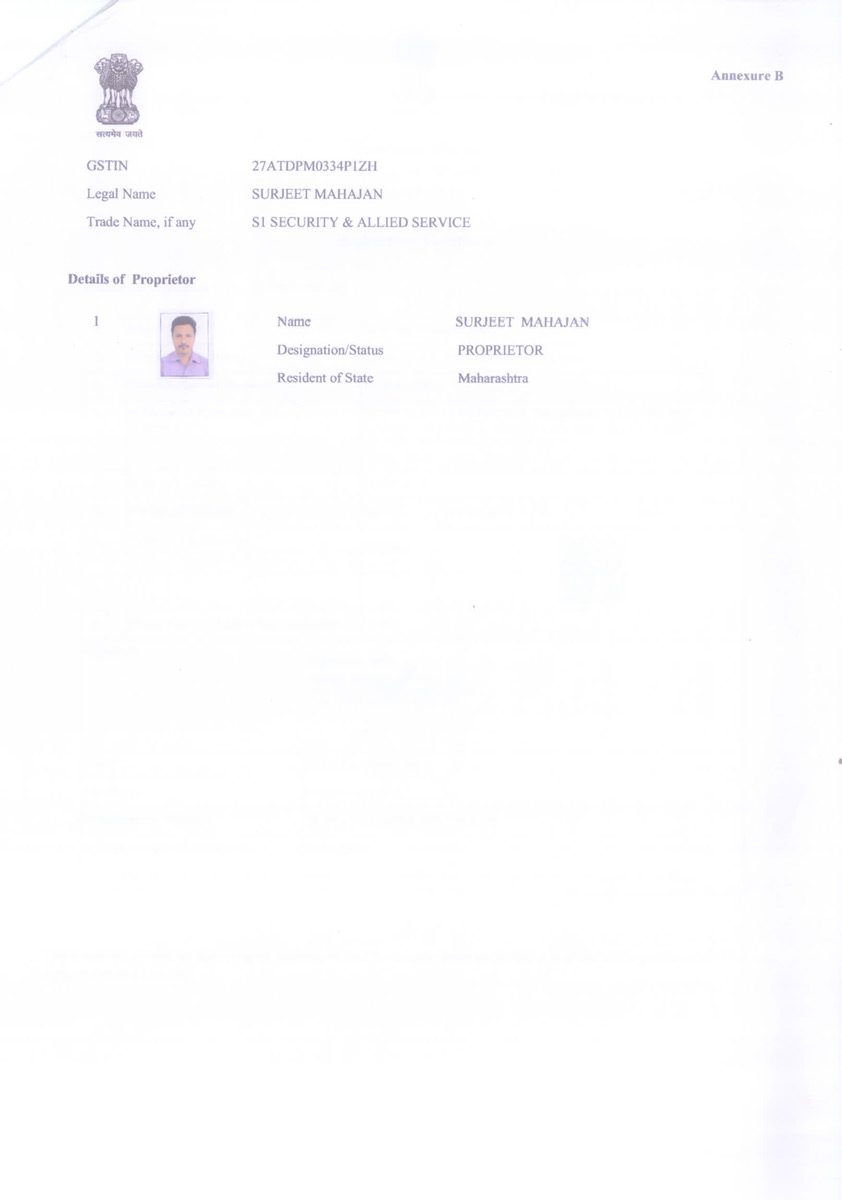 Annexure B
सत्यमेव जयते
GSTIN 27ATDPM0334P1ZH
Legal Name SURJEET MAHAJAN
Trade Name, if any S1 SECURITY & ALLIED SERVICE
Details of Proprietor
1 Name SURJEET MAHAJAN
Designation/Status PROPRIETOR
Resident of State Maharashtra